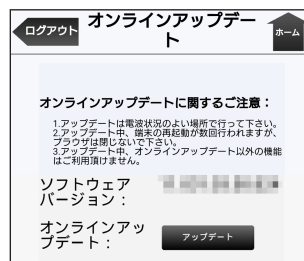 ログアウト
オンラインアップデー
ト
ホーム
オンラインアップデートに関するご注意：
1.アップデートは電波状況のよい場所で行って下さい。
2.アップデート中、端末の再起動が数回行われますが、
ブラウザは閉じないで下さい。
3.アップデート中、オンラインアップデート以外の機能
はご利用頂けません。
ソフトウェア
バージョン：
オンラインアッ
プデート：
アップデート